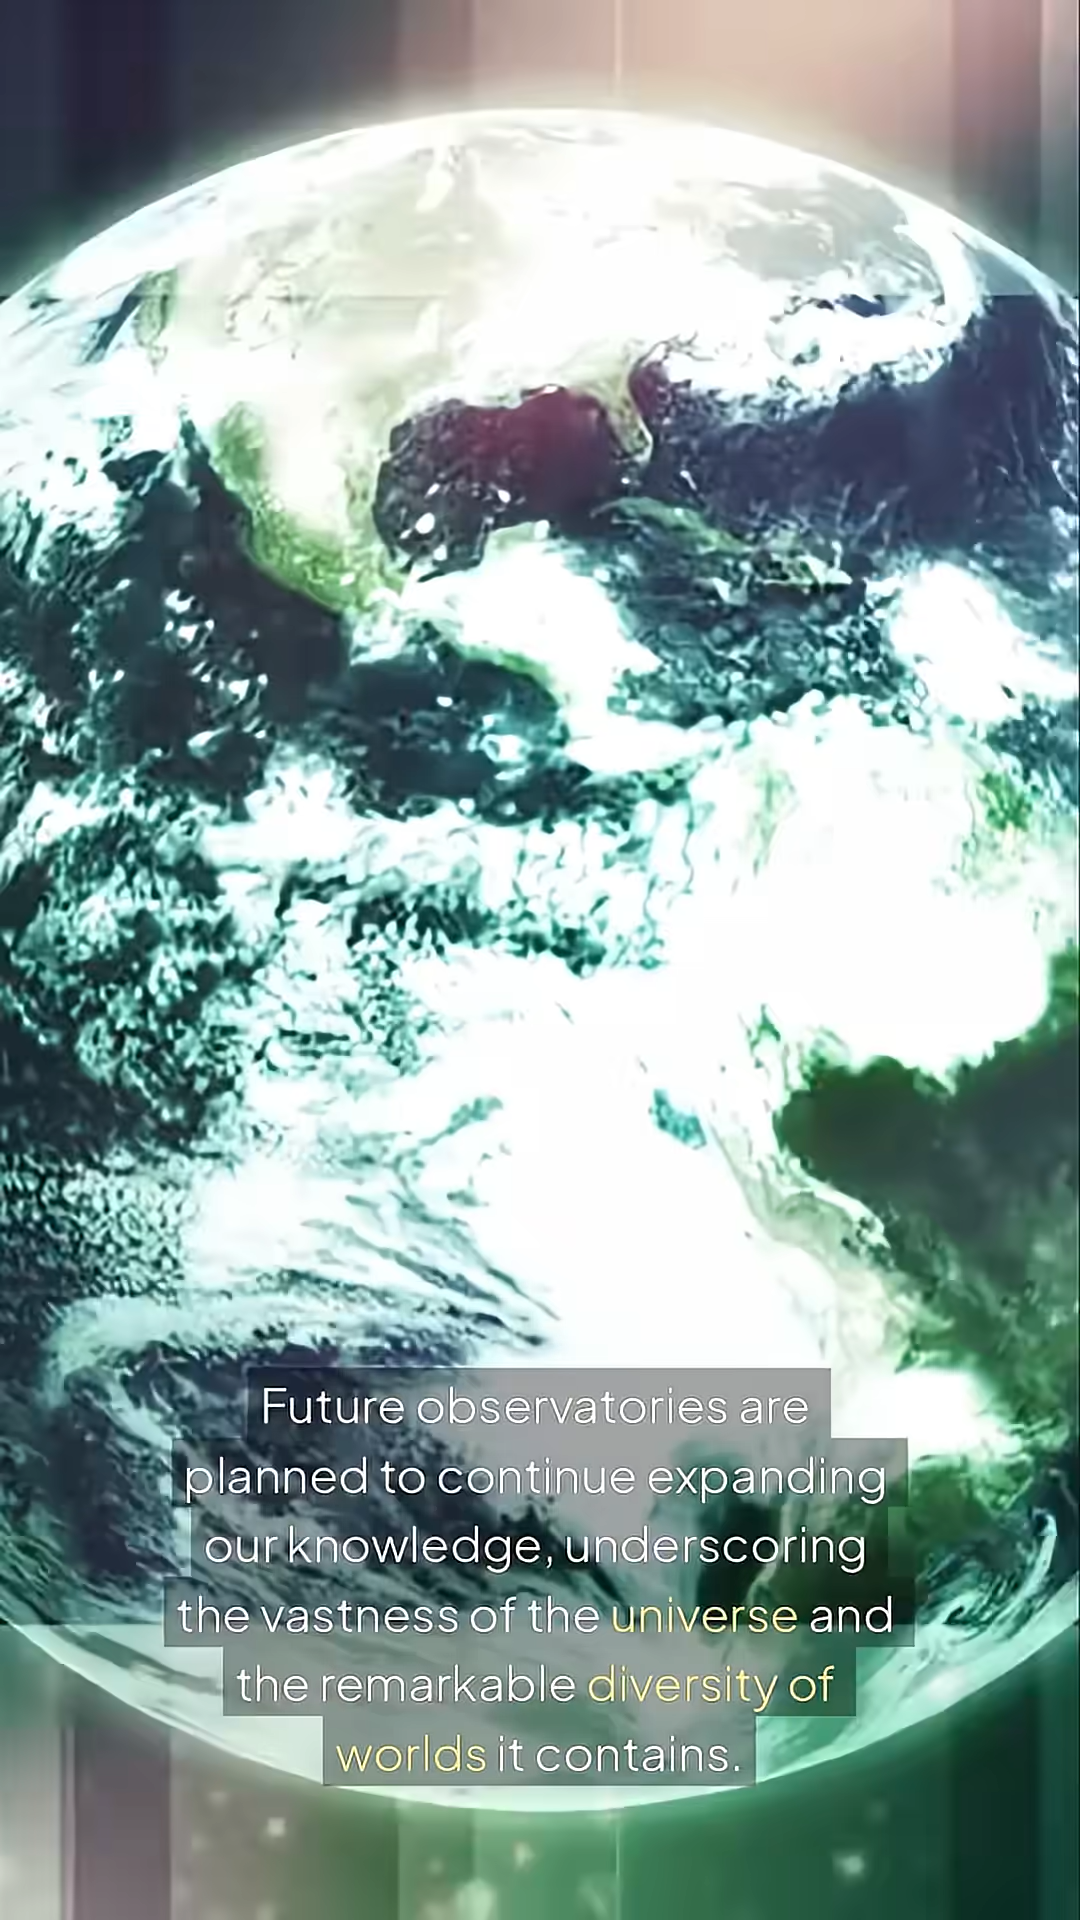 Future observatories are
planned to continue expanding
our knowledge, underscoring
the vastness of the universe and
the remarkable diversity of
worlds it contains.